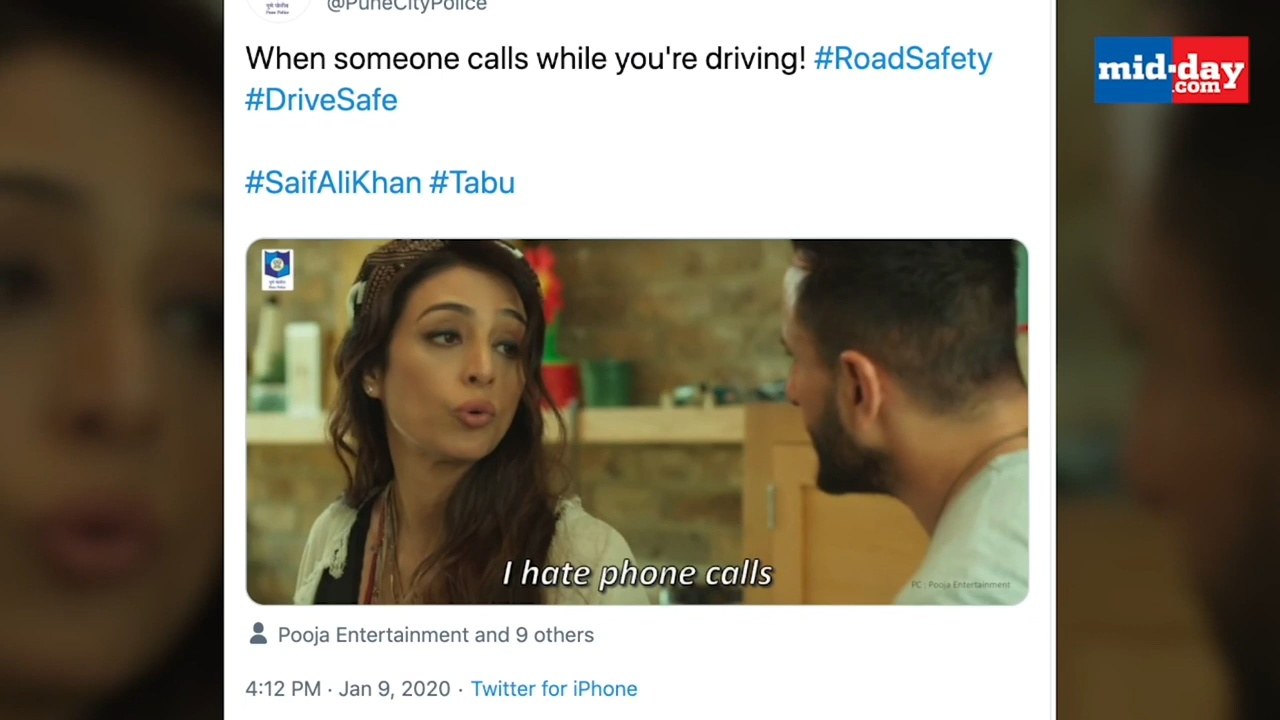 @PuneCityPolice
When someone calls while you're driving! #RoadSafety
#DriveSafe
#SaifAliKhan #Tabu
I hate phone calls
PC : Pooja Entertainment
Pooja Entertainment and 9 others
4:12 PM · Jan 9, 2020 · Twitter for iPhone
mid-day
.com